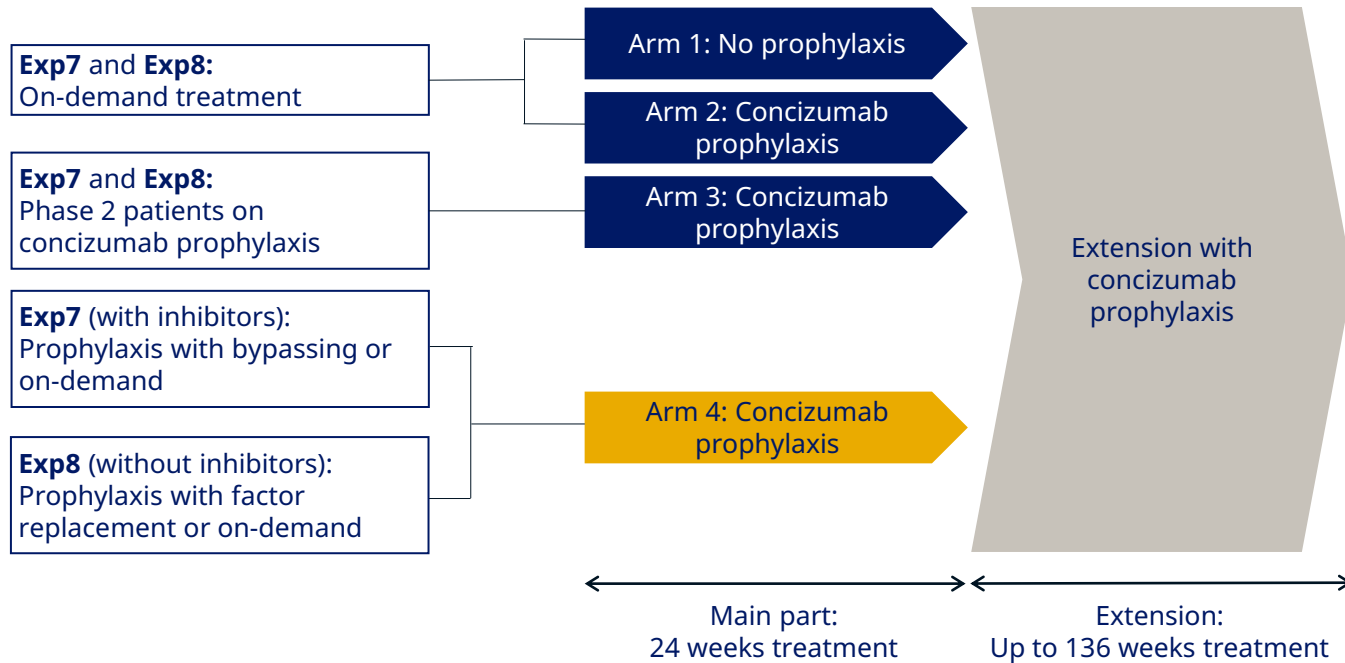 Exp7 and Exp8:
On-demand treatment
Exp7 and Exp8:
Phase 2 patients on
concizumab prophylaxis
Exp7 (with inhibitors):
Prophylaxis with bypassing or
on-demand
Exp8 (without inhibitors):
Prophylaxis with factor
replacement or on-demand
Arm 1: No prophylaxis
Arm 2: Concizumab
prophylaxis
Arm 3: Concizumab
prophylaxis
Arm 4: Concizumab
prophylaxis
Extension with
concizumab
prophylaxis
Main part:
24 weeks treatment
Extension:
Up to 136 weeks treatment